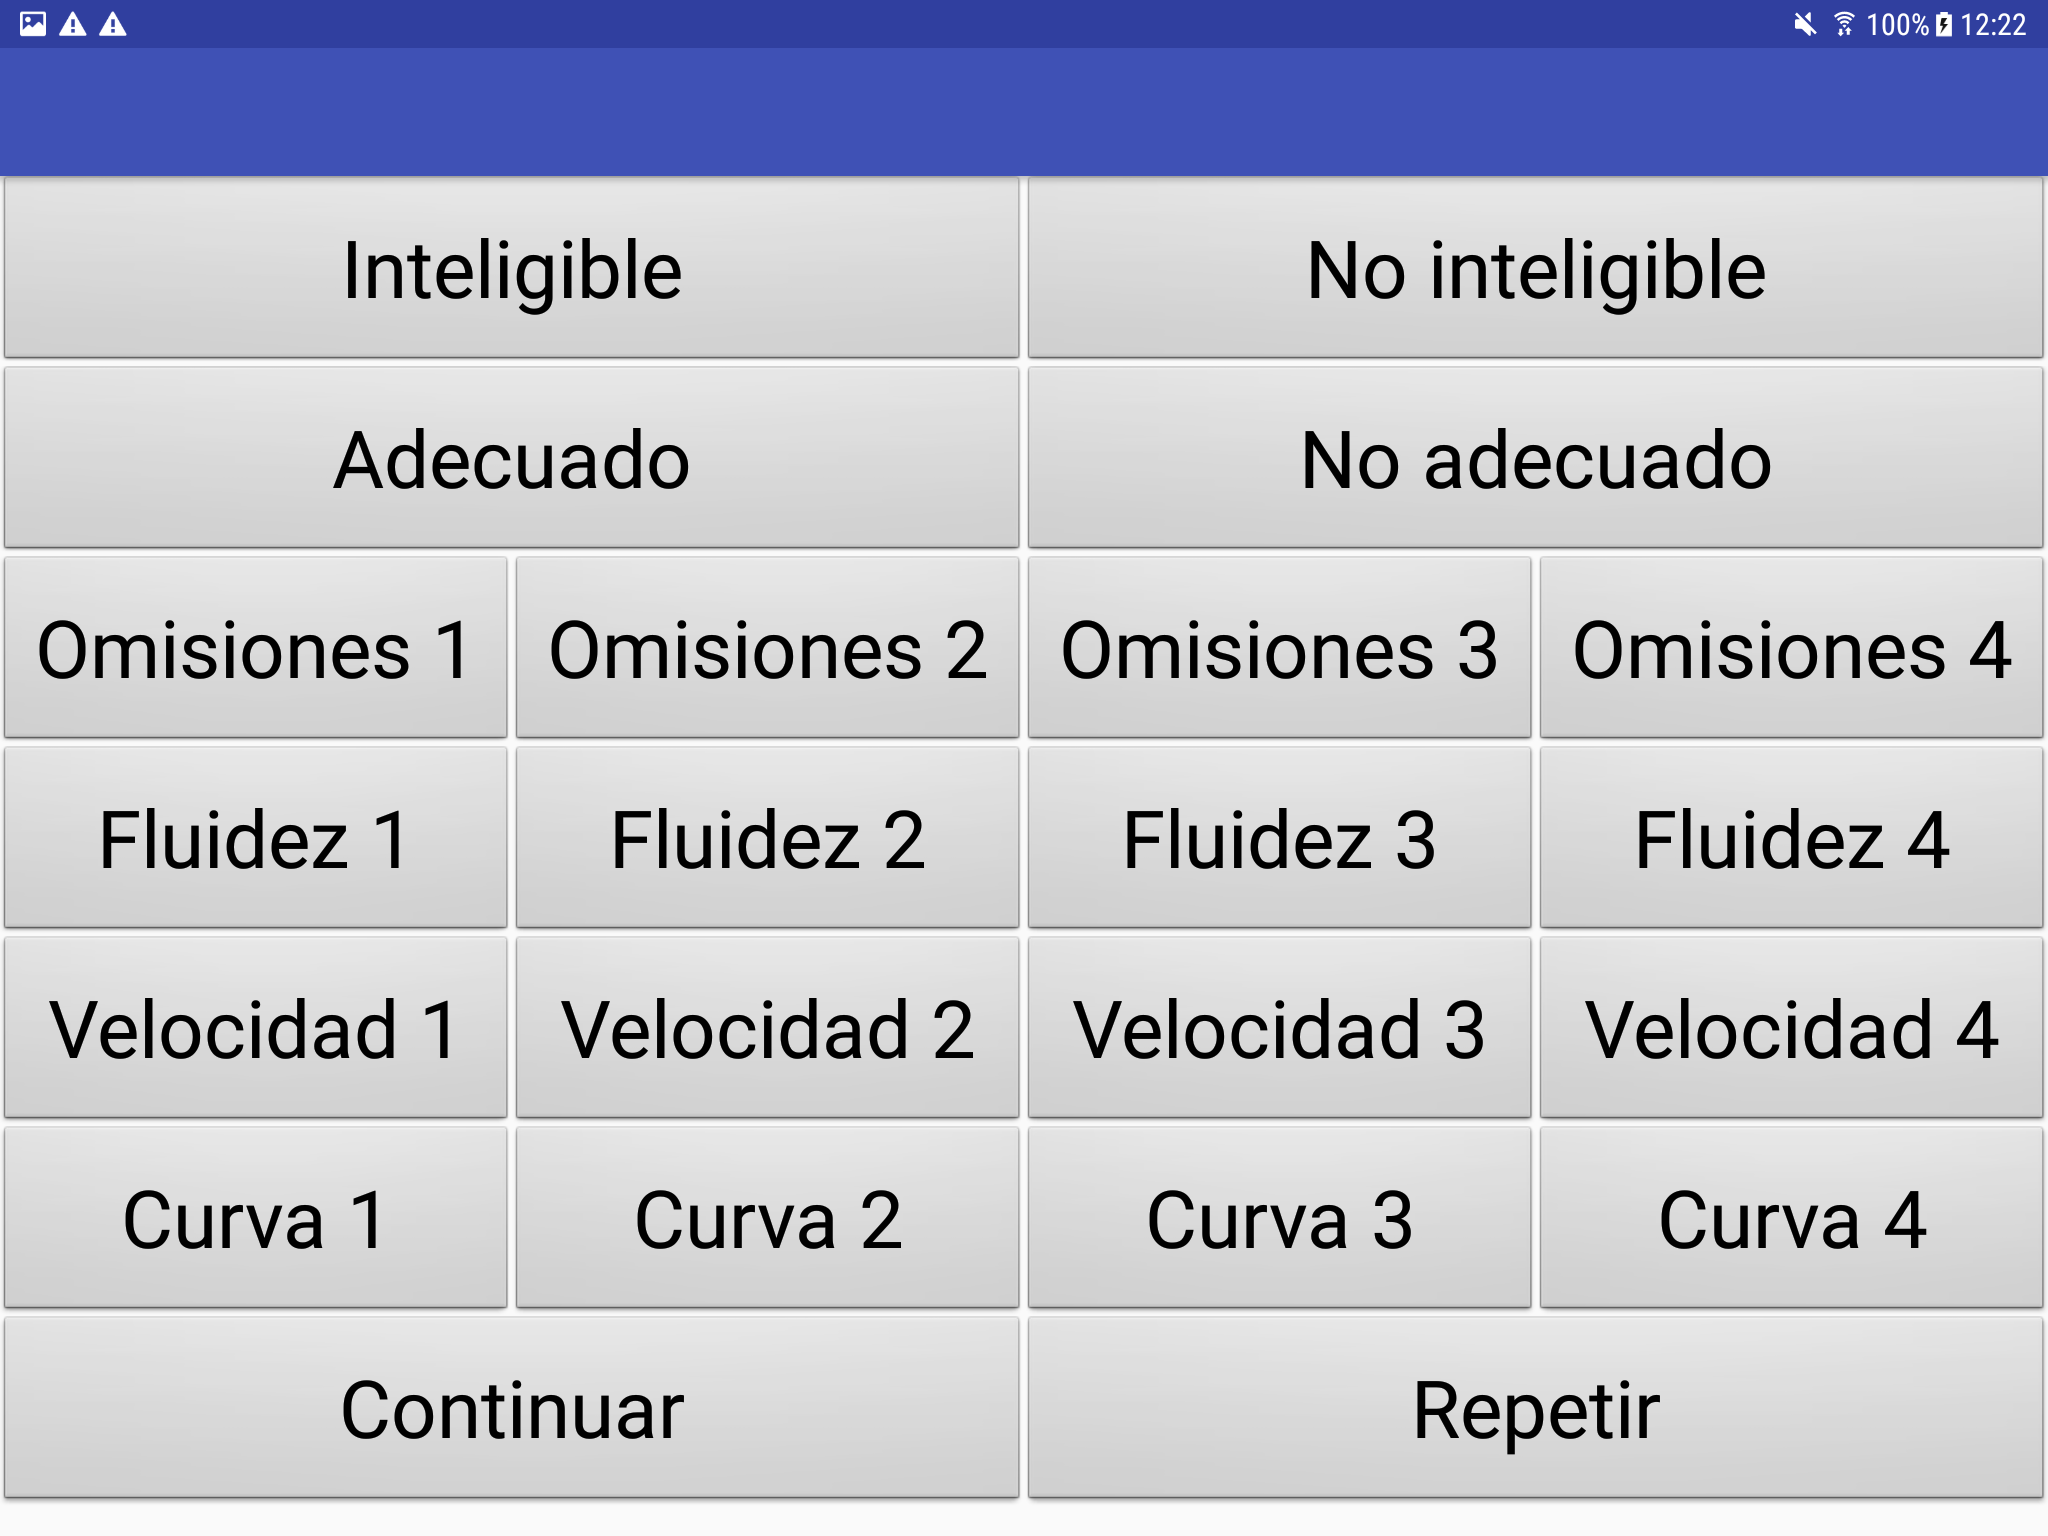 100% 12:22
Inteligible No inteligible
Adecuado No adecuado
Omisiones 1 Omisiones 2 Omisiones 3 Omisiones 4
Fluidez 1 Fluidez 2 Fluidez 3 Fluidez 4
Velocidad 1 Velocidad 2 Velocidad 3 Velocidad 4
Curva 1 Curva 2 Curva 3 Curva 4
Continuar Repetir